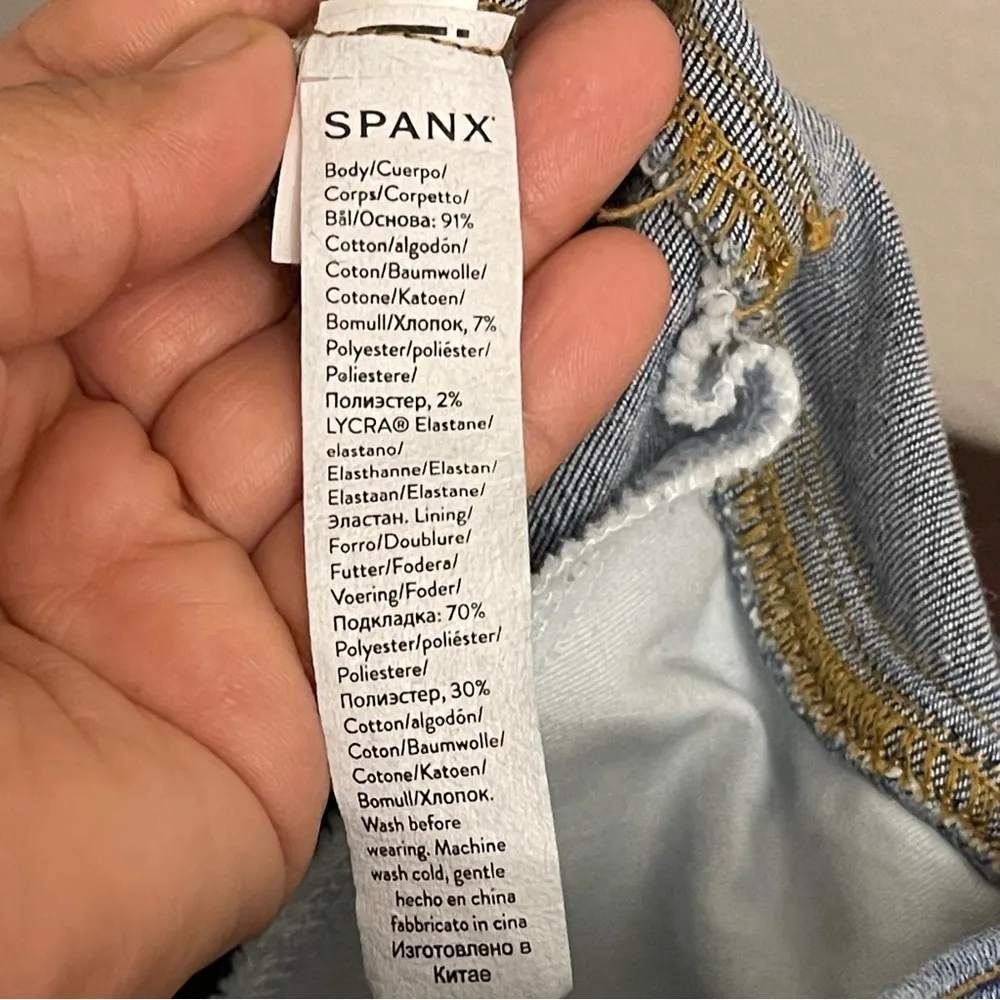 SPANX
Body/Cuerpo/
Corps/Corpetto/
Bål/Основа: 91%
Cotton/algodón/
Coton/Baumwolle/
Cotone/Katoen/
Bomull/Хлопок, 7%
Polyester/poliéster/
Poliestere/
Полиэстер, 2%
LYCRA® Elastane/
elastano/
Elasthanne/Elastan/
Elastaan/Elastane/
Эластан. Lining/
Forro/Doublure/
Futter/Fodera/
Voering/Foder/
Подкладка: 70%
Polyester/poliéster/
Poliestere/
Полиэстер, 30%
Cotton/algodón/
Coton/Baumwolle/
Cotone/Katoen/
Bomull/Хлопок.
Wash before
wearing. Machine
wash cold, gentle
hecho en china
fabbricato in cina
Изготовлено в
Китае